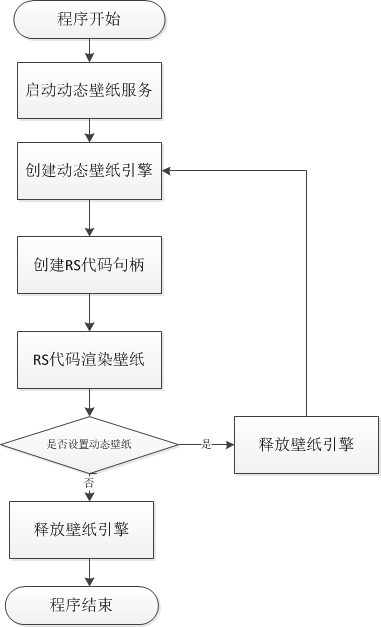 程序开始
启动动态壁纸服务
创建动态壁纸引擎
创建RS代码句柄
RS代码渲染壁纸
是否设置动态壁纸
是
释放壁纸引擎
否
释放壁纸引擎
程序结束